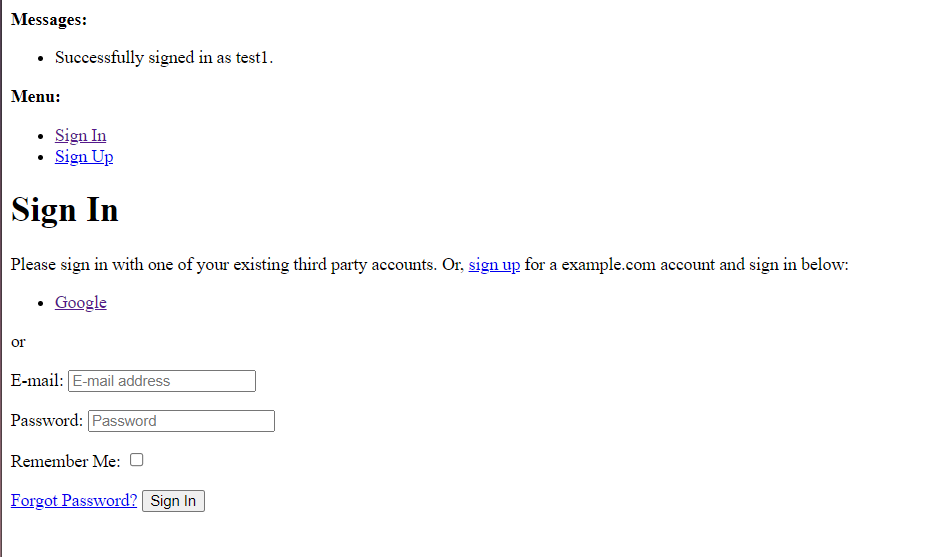 Messages:
Successfully signed in as test1.
Menu:
Sign In
Sign Up
Sign In
Please sign in with one of your existing third party accounts. Or, sign up for a example.com account and sign in below:
Google
or
E-mail: E-mail address
Password: Password
Remember Me:
Forgot Password? Sign In